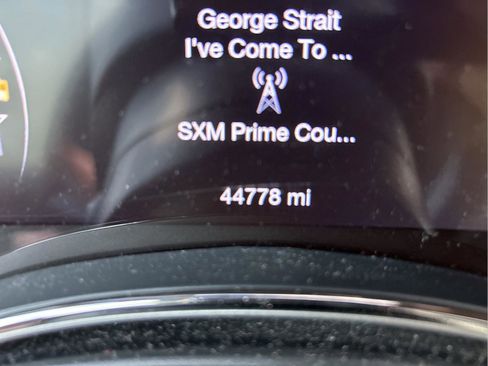 George Strait
I've Come To ...
SXM Prime Cou...
44778 mi